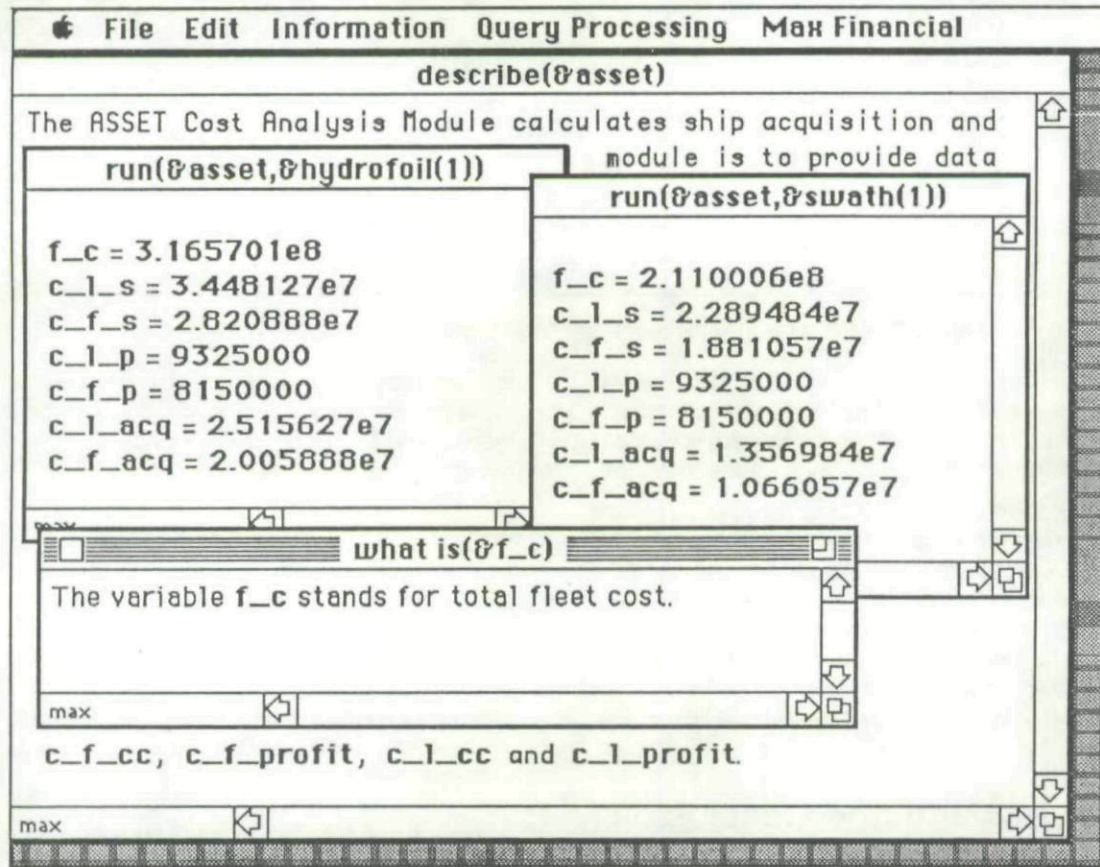 File Edit Information Query Processing Max Financial
describe(&asset)
The ASSET Cost Analysis Module calculates ship acquisition and
module is to provide data
run(&asset,&hydrofoil(1))
f_c = 3.165701e8
c_l_s = 3.448127e7
c_f_s = 2.820888e7
c_l_p = 9325000
c_f_p = 8150000
c_l_acq = 2.515627e7
c_f_acq = 2.005888e7
run(&asset,&swath(1))
f_c = 2.110006e8
c_l_s = 2.289484e7
c_f_s = 1.881057e7
c_l_p = 9325000
c_f_p = 8150000
c_l_acq = 1.356984e7
c_f_acq = 1.066057e7
what is(&f_c)
The variable f_c stands for total fleet cost.
max
c_f_cc, c_f_profit, c_l_cc and c_l_profit.
max